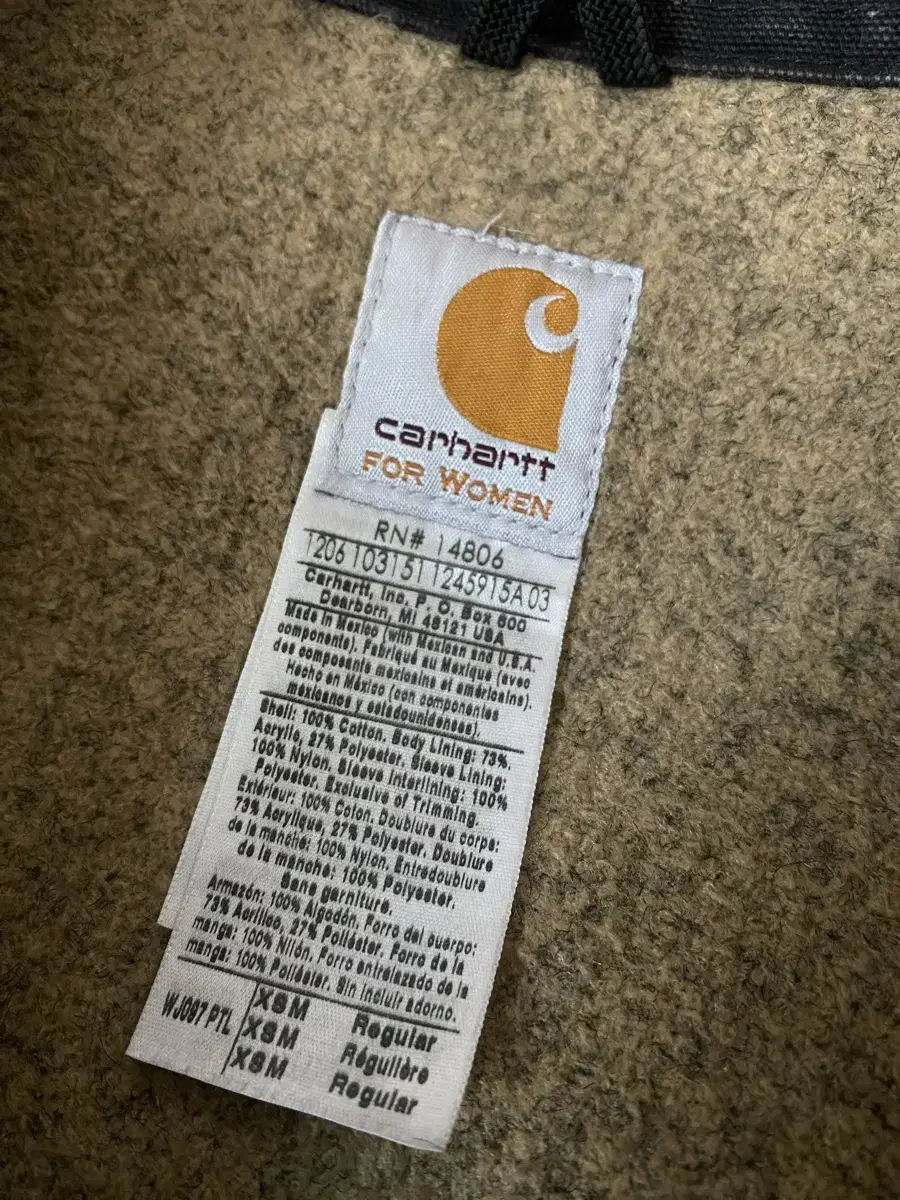 carhartt
FOR WOMEN
RN# 14806
1206 103151 1245915A 03
Carhartt, Inc. P. O. Box 600
Dearborn, MI 48121 USA
Made in Mexico (with Mexican and U.S.A.
components). Fabriqué au Mexique (avec
des composants mexicains et américains).
Hecho en México (con componentes
mexicanos y estadounidenses).
Shell: 100% Cotton. Body Lining: 73%
Acrylic, 27% Polyester. Sleeve Lining:
100% Nylon. Sleeve Interlining: 100%
Polyester. Exclusive of Trimming.
Extérieur: 100% Coton. Doublure du corps:
73% Acrylique, 27% Polyester. Doublure
de la manche: 100% Nylon. Entredoublure
de la manche: 100% Polyester.
Sans garniture.
Armazón: 100% Algodón. Forro del cuerpo:
73% Acrílico, 27% Poliéster. Forro de la
manga: 100% Nilón. Forro entrelazado de la
manga: 100% Poliéster. Sin incluir adorno.
WJ097 PTL XSM Regular
XSM Régulière
XSM Regular